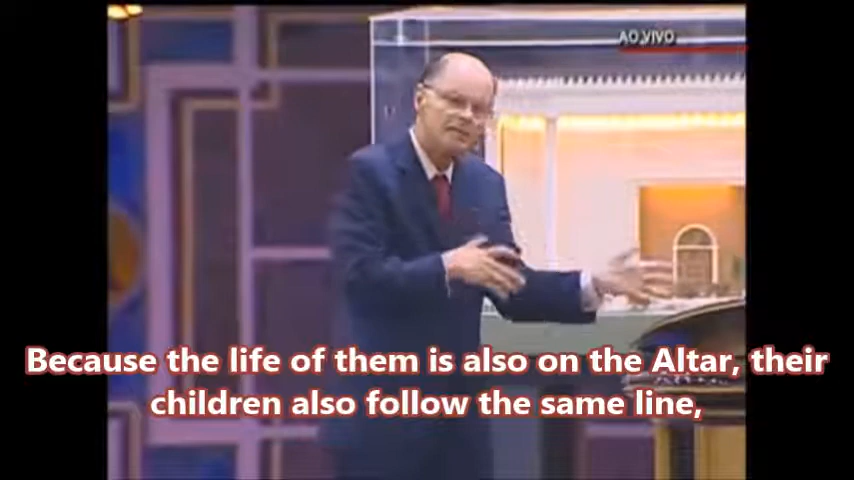 AO VIVO
Because the life of them is also on the Altar, their
children also follow the same line,